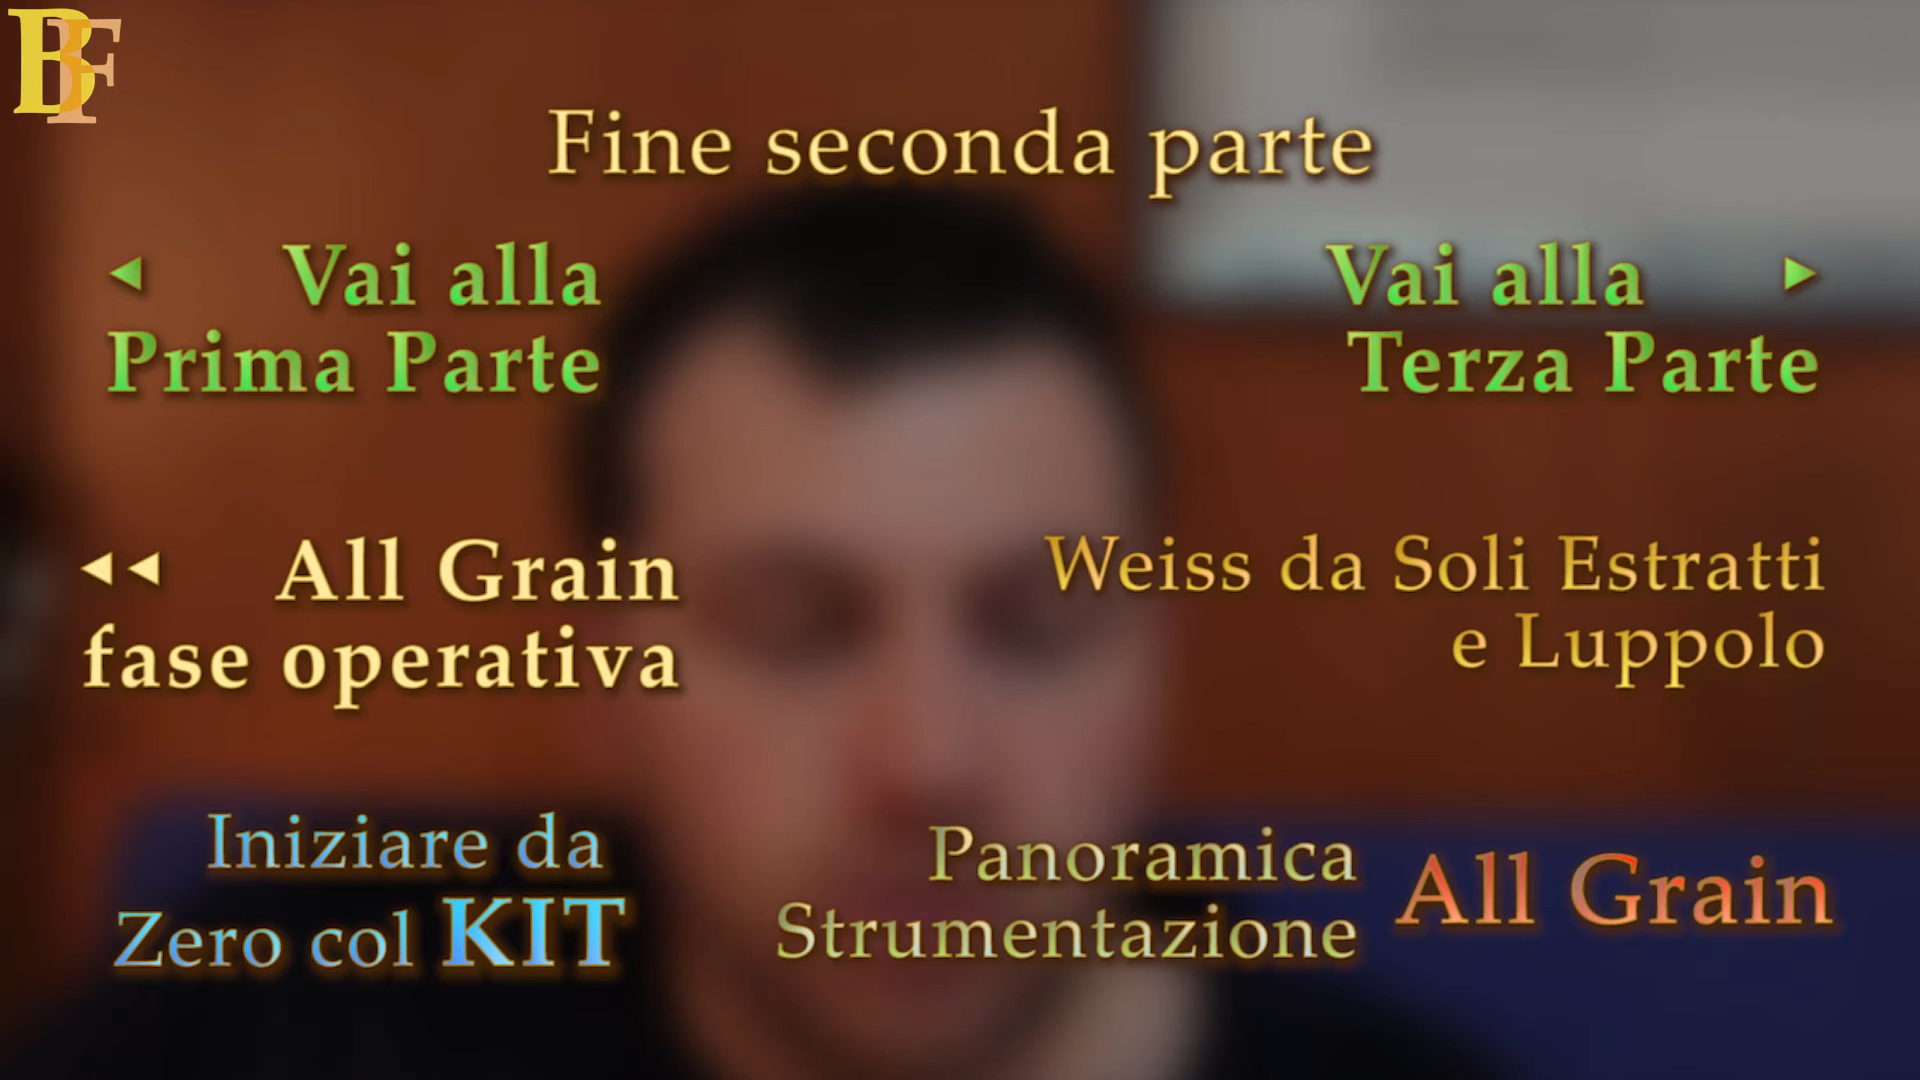 BF
Fine seconda parte
◄ Vai alla
Prima Parte
Vai alla ►
Terza Parte
◄◄ All Grain
fase operativa
Weiss da Soli Estratti
e Luppolo
Iniziare da
Zero col KIT
Panoramica
Strumentazione
All Grain